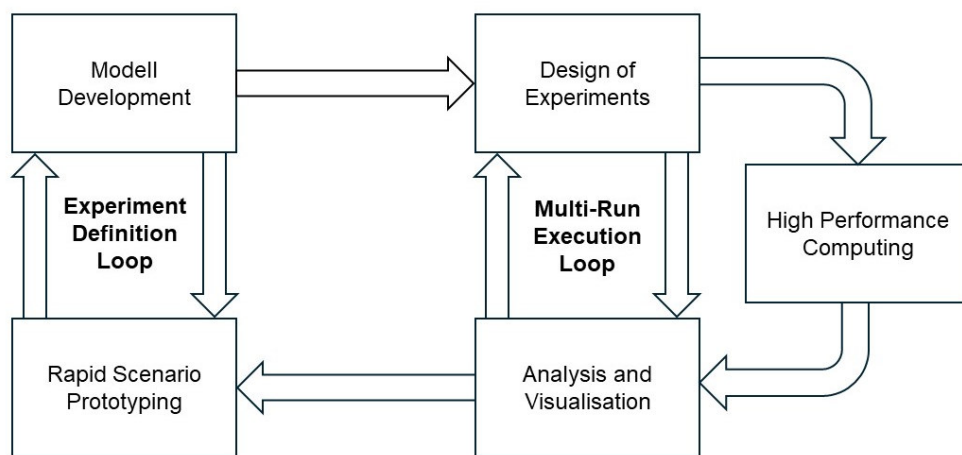 Modell
Development
Design of
Experiments
Experiment
Definition
Loop
Multi-Run
Execution
Loop
High Performance
Computing
Rapid Scenario
Prototyping
Analysis and
Visualisation